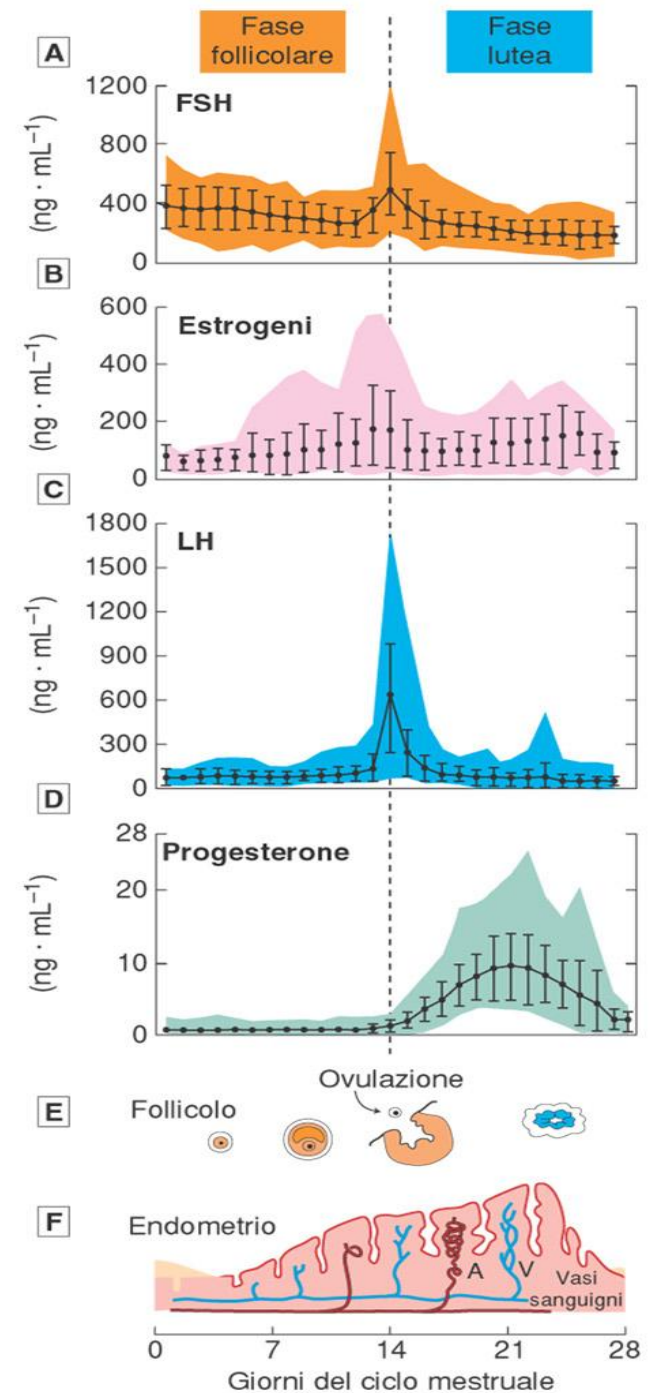 Fase
follicolare
Fase
lutea
A
FSH
1200
800
400
0
(ng · mL⁻¹)
B
Estrogeni
600
400
200
0
(ng · mL⁻¹)
C
LH
1800
1500
1200
900
600
300
0
(ng · mL⁻¹)
D
Progesterone
28
20
10
0
(ng · mL⁻¹)
Ovulazione
E
Follicolo
F
Endometrio
A
V
Vasi
sanguigni
0 7 14 21 28
Giorni del ciclo mestruale